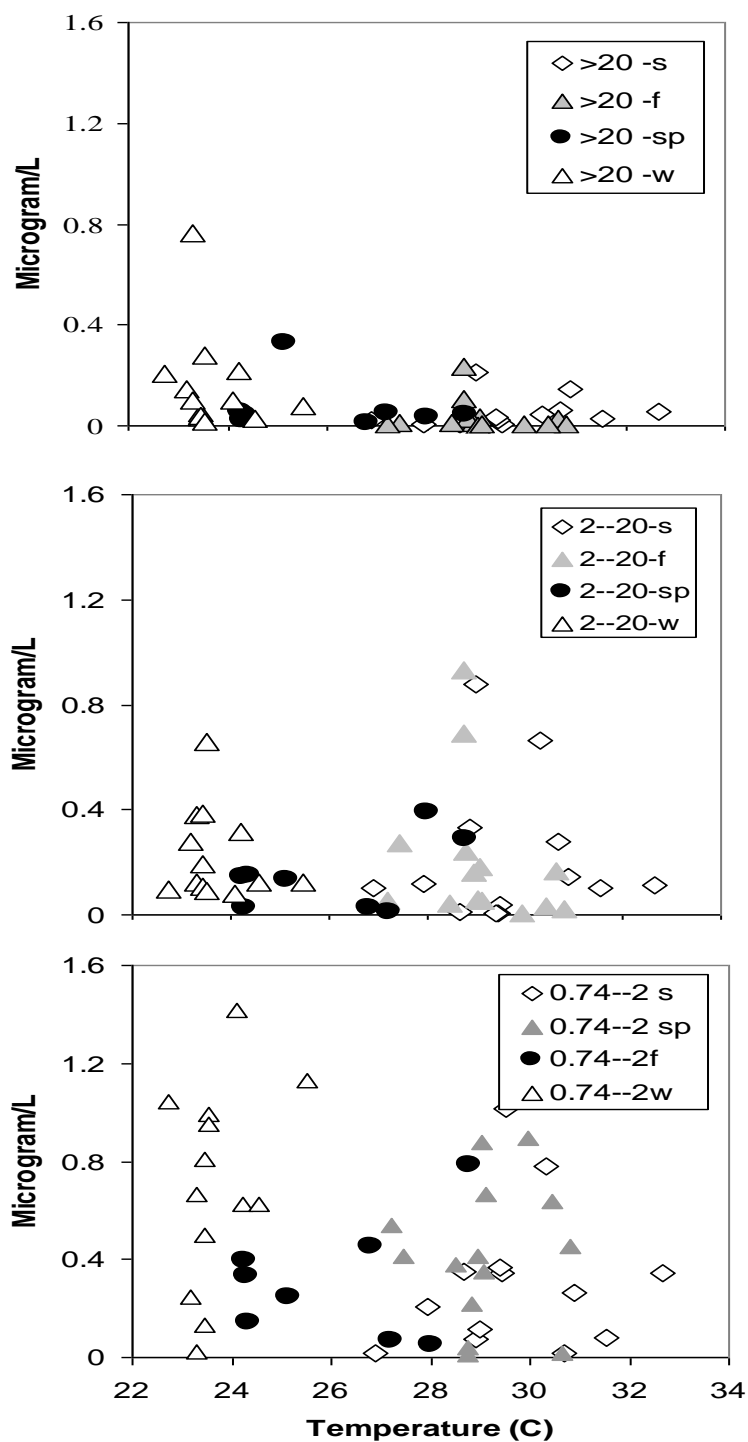 1.6
1.2
0.8
0.4
0
Microgram/L
>20 -s
>20 -f
>20 -sp
>20 -w
1.6
1.2
0.8
0.4
0
Microgram/L
2--20-s
2--20-f
2--20-sp
2--20-w
1.6
1.2
0.8
0.4
0
Microgram/L
0.74--2 s
0.74--2 sp
0.74--2f
0.74--2w
22 24 26 28 30 32 34
Temperature (C)